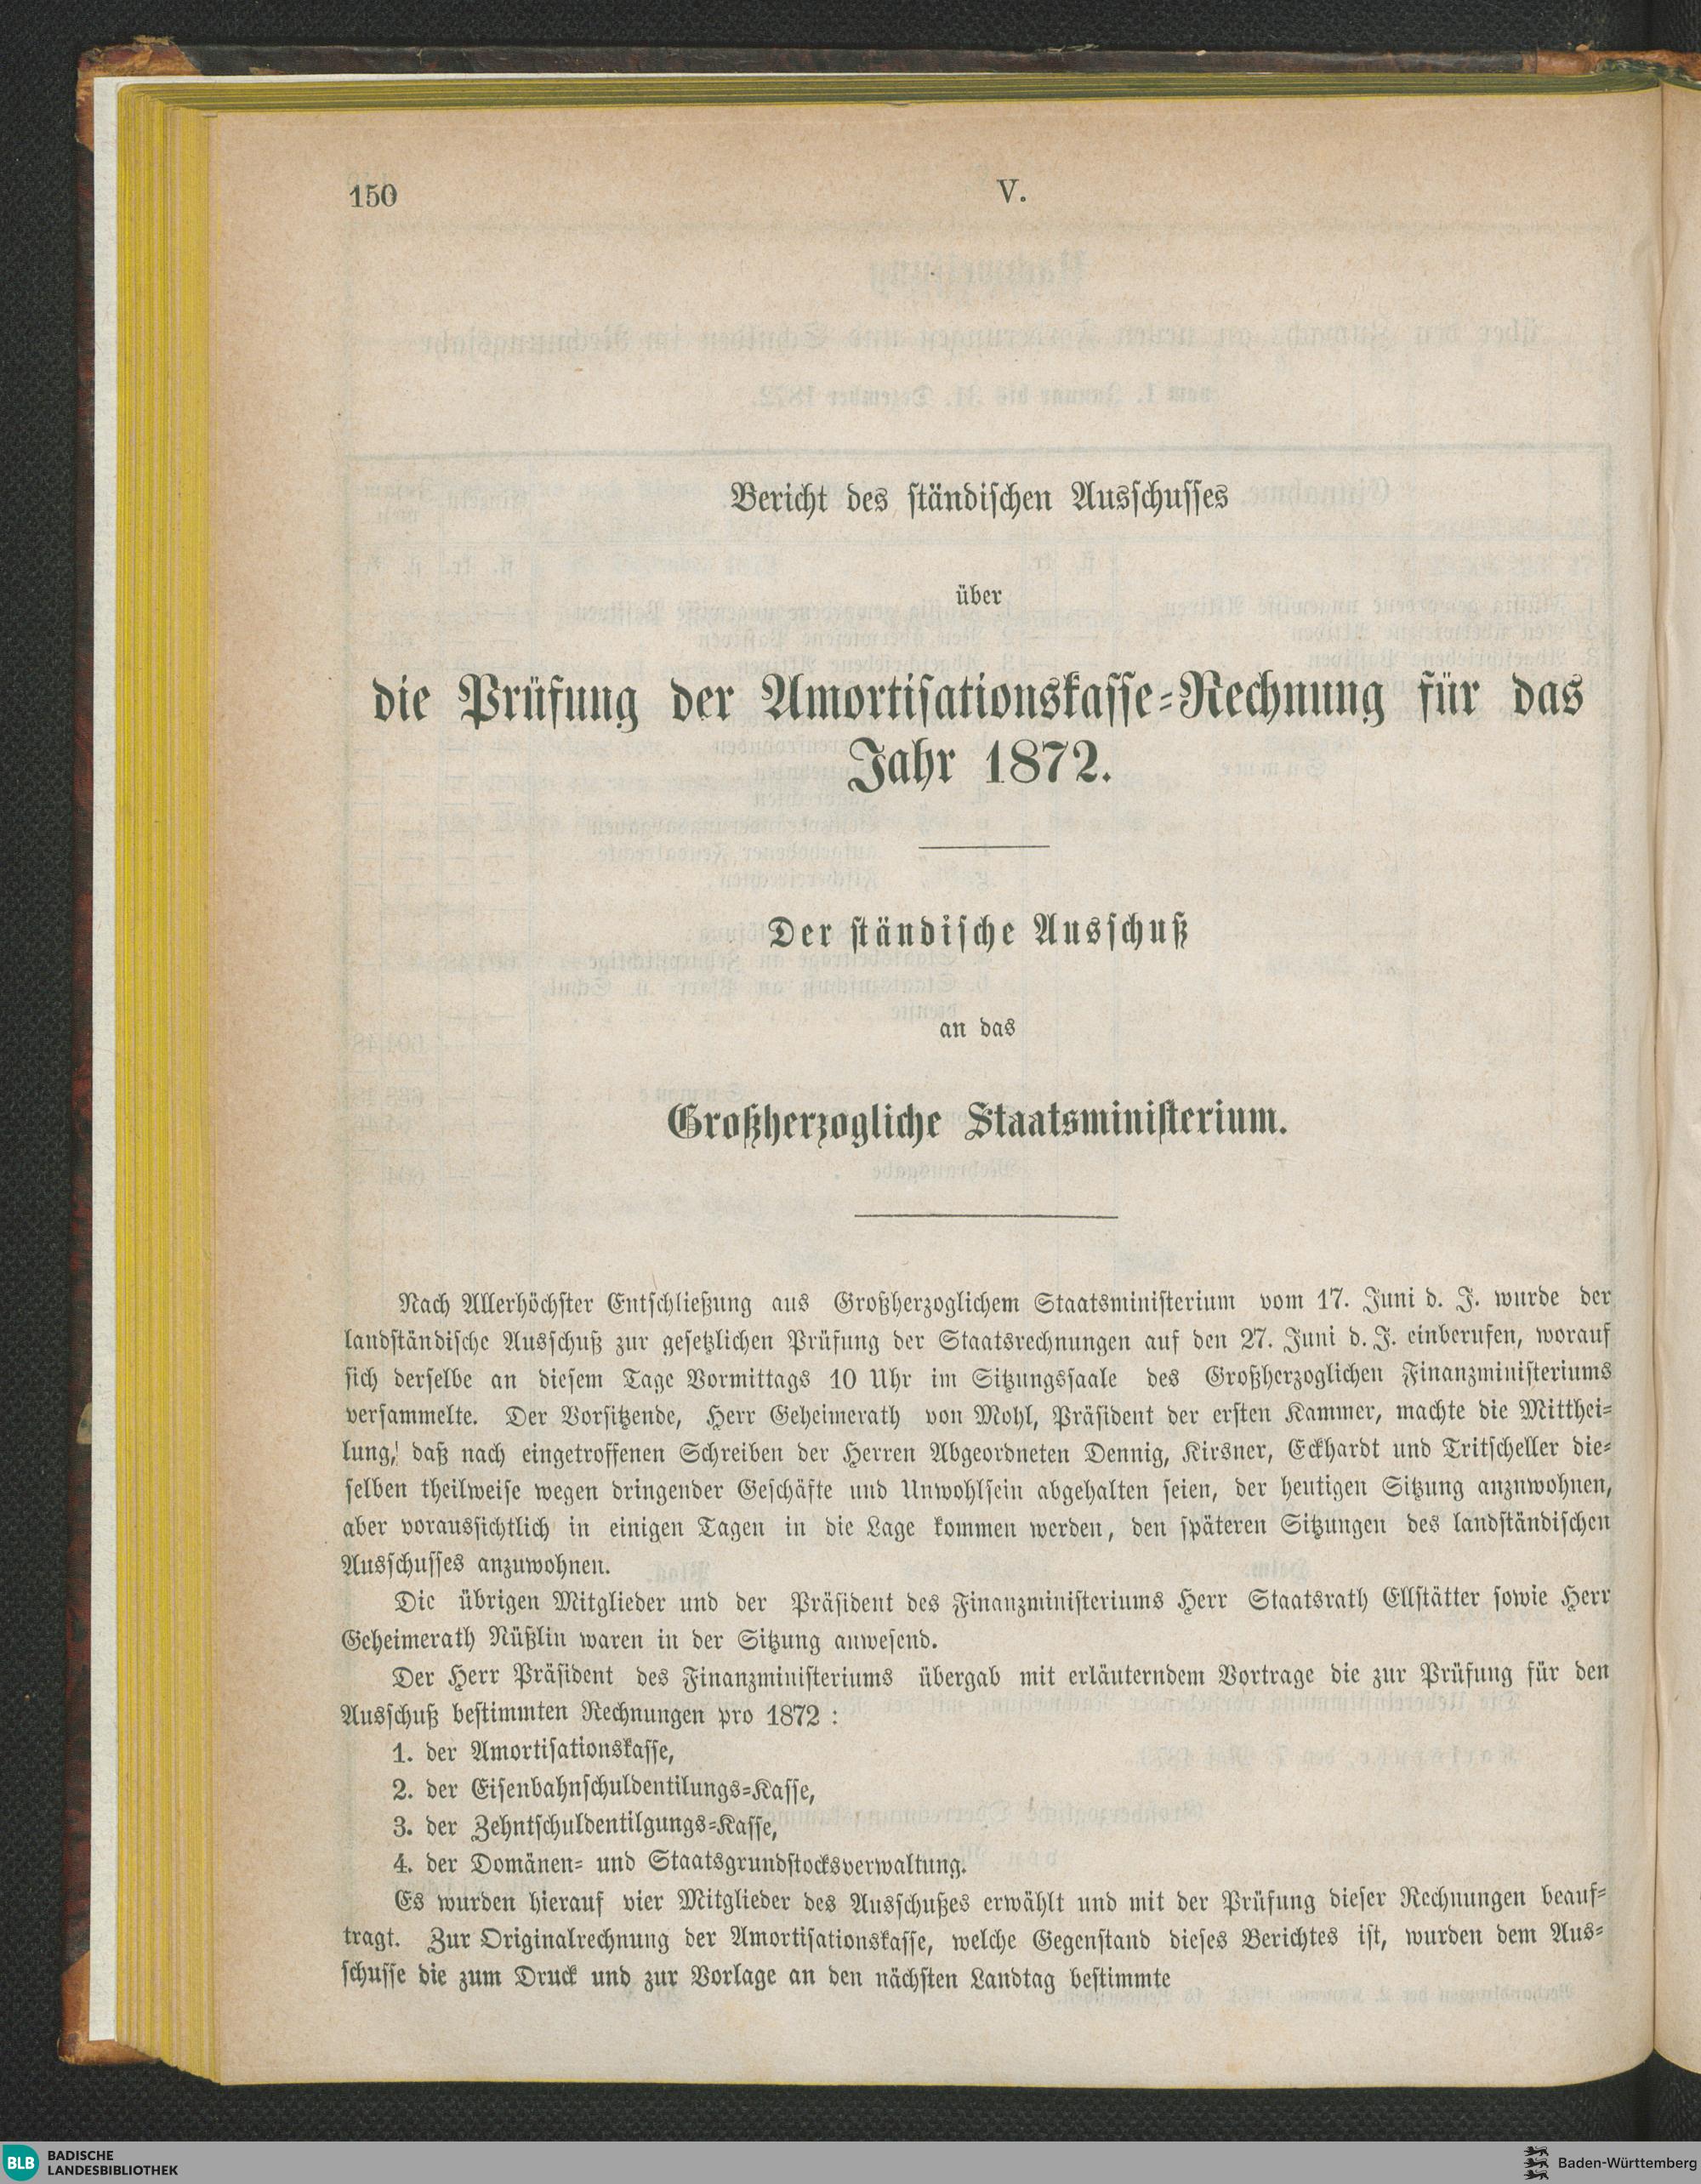 150
V.
Bericht des ständischen Ausschusses
über
die Prüfung der Amortisationskasse-Rechnung für das
Jahr 1872.
Der ständische Ausschuß
an das
Großherzogliche Staatsministerium.
Nach Allerhöchster Entschließung aus Großherzoglichem Staatsministerium vom 17. Juni d. J. wurde der
landständische Ausschuß zur gesetzlichen Prüfung der Staatsrechnungen auf den 27. Juni d. J. einberufen, worauf
sich derselbe an diesem Tage Vormittags 10 Uhr im Sitzungssaale des Großherzoglichen Finanzministeriums
versammelte. Der Vorsitzende, Herr Geheimerath von Mohl, Präsident der ersten Kammer, machte die Mitthei-
lung, daß nach eingetroffenen Schreiben der Herren Abgeordneten Dennig, Kirsner, Eckhardt und Tritscheller die-
selben theilweise wegen dringender Geschäfte und Unwohlsein abgehalten seien, der heutigen Sitzung anzuwohnen,
aber voraussichtlich in einigen Tagen in die Lage kommen werden, den späteren Sitzungen des landständischen
Ausschusses anzuwohnen.
Die übrigen Mitglieder und der Präsident des Finanzministeriums Herr Staatsrath Ellstätter sowie Herr
Geheimerath Nüßlin waren in der Sitzung anwesend.
Der Herr Präsident des Finanzministeriums übergab mit erläuterndem Vortrage die zur Prüfung für den
Ausschuß bestimmten Rechnungen pro 1872 :
1. der Amortisationskasse,
2. der Eisenbahnschuldentilungs-Kasse,
3. der Zehntschuldentilgungs-Kasse,
4. der Domänen- und Staatsgrundstocksverwaltung.
Es wurden hierauf vier Mitglieder des Ausschußes erwählt und mit der Prüfung dieser Rechnungen beauf-
tragt. Zur Originalrechnung der Amortisationskasse, welche Gegenstand dieses Berichtes ist, wurden dem Aus-
schusse die zum Druck und zur Vorlage an den nächsten Landtag bestimmte
BLB BADISCHE
LANDESBIBLIOTHEK
Baden-Württemberg